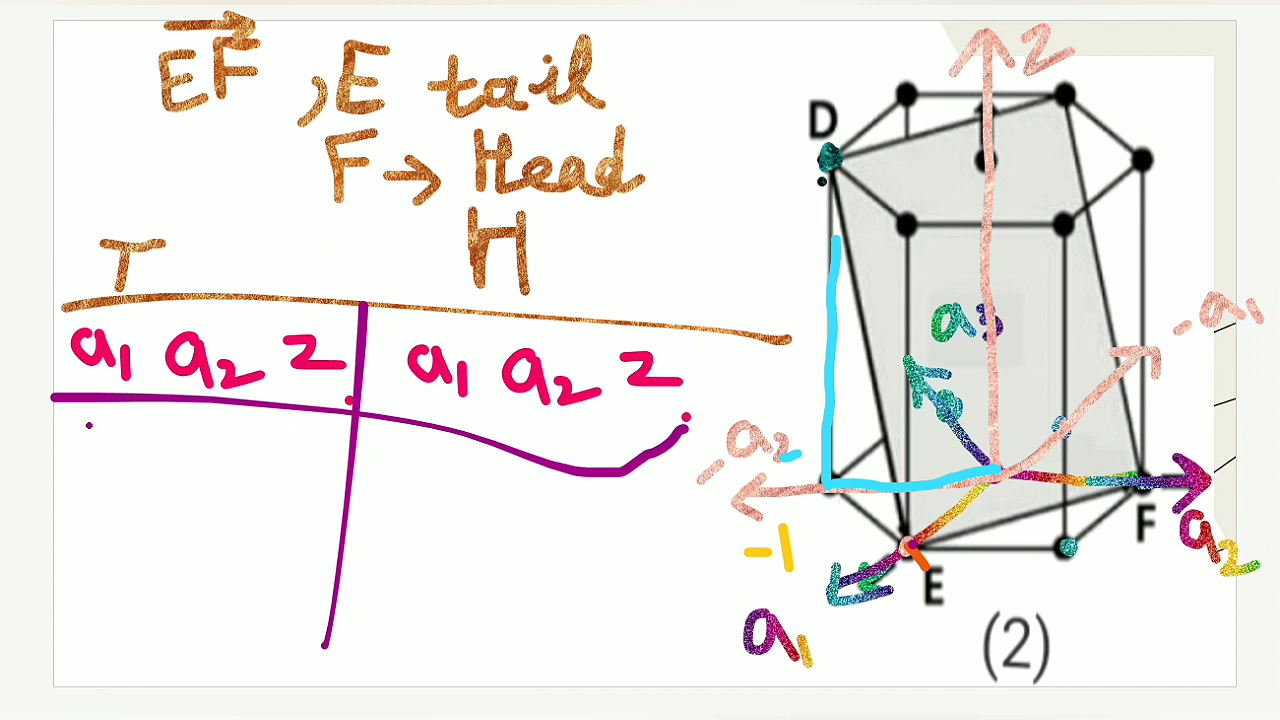 EF , E tail
F → Head
T H
a1 a2 z a1 a2 z
z
D
-a1
a3
-a2
F
-1
a2
E
a1
(2)